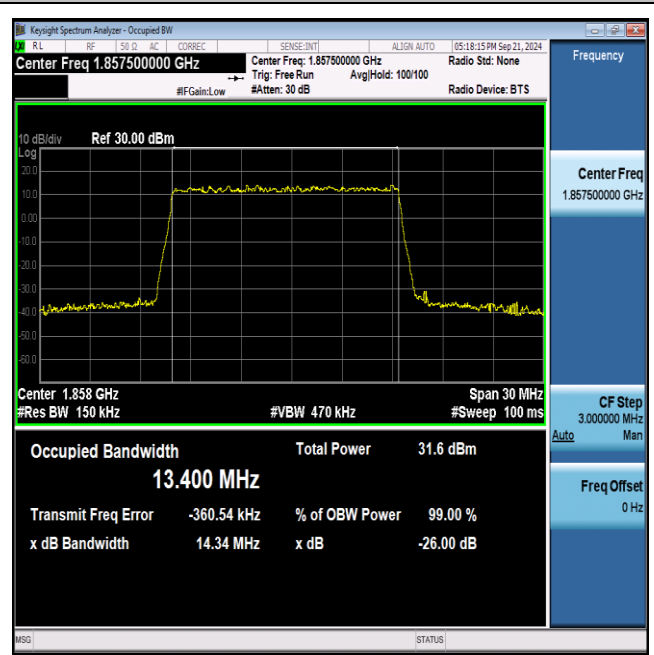 Keysight Spectrum Analyzer - Occupied BW
LXI RL RF 50 Ω AC CORREC SENSE:INT ALIGN AUTO 05:18:15 PM Sep 21, 2024
Center Freq 1.857500000 GHz
Center Freq: 1.857500000 GHz
Radio Std: None
Trig: Free Run Avg|Hold: 100/100
#IFGain:Low #Atten: 30 dB Radio Device: BTS
Frequency
10 dB/div Ref 30.00 dBm
Log
20.0
10.0
0.00
-10.0
-20.0
-30.0
-40.0
-50.0
-60.0
Center 1.858 GHz Span 30 MHz
#Res BW 150 kHz #VBW 470 kHz #Sweep 100 ms
Center Freq
1.857500000 GHz
CF Step
3.000000 MHz
Auto Man
Freq Offset
0 Hz
Occupied Bandwidth Total Power 31.6 dBm
13.400 MHz
Transmit Freq Error -360.54 kHz % of OBW Power 99.00 %
x dB Bandwidth 14.34 MHz x dB -26.00 dB
MSG STATUS